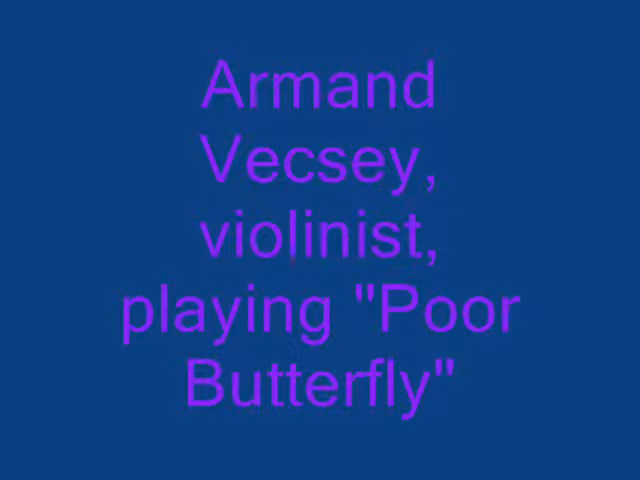 Armand
Vecsey,
violinist,
playing "Poor
Butterfly"